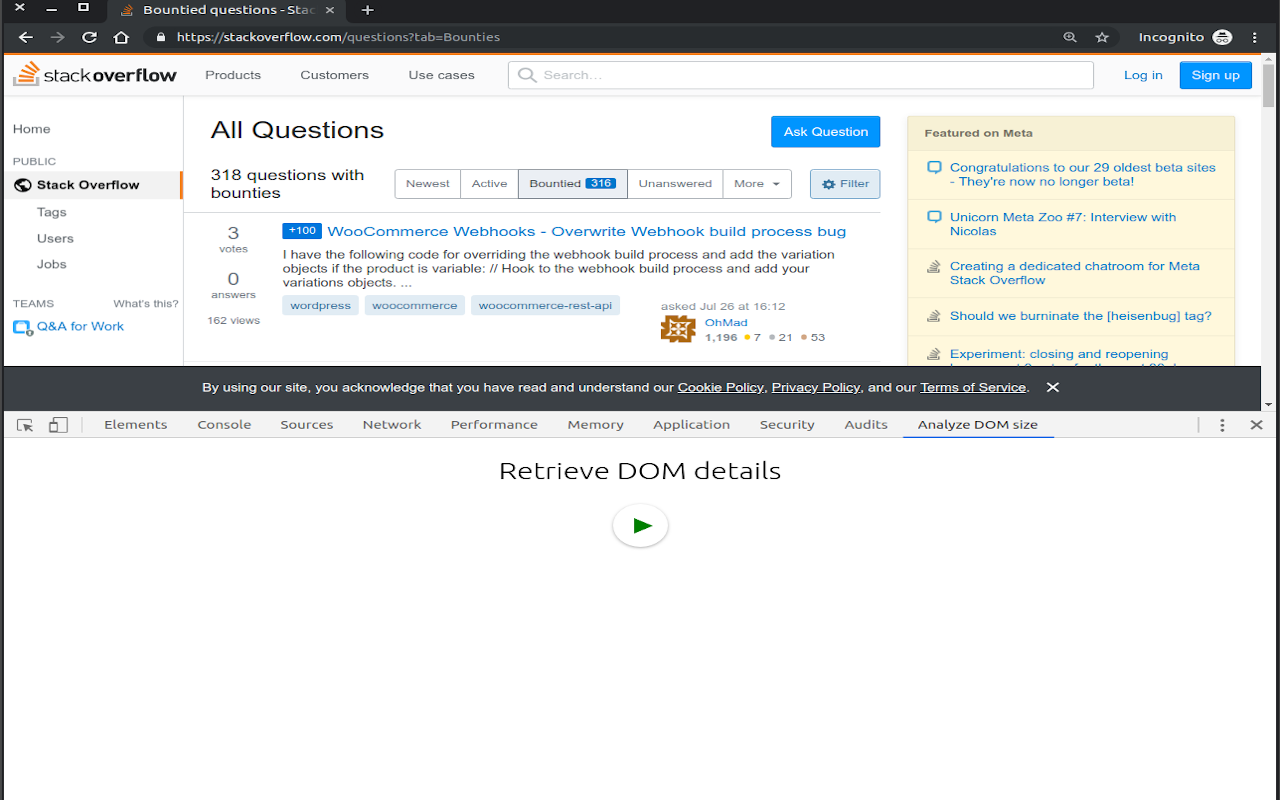 Bountied questions - Stac
https://stackoverflow.com/questions?tab=Bounties
Incognito
stackoverflow
Products
Customers
Use cases
Search...
Log in
Sign up
Home
PUBLIC
Stack Overflow
Tags
Users
Jobs
TEAMS
What's this?
Q&A for Work
All Questions
Ask Question
318 questions with
bounties
Newest
Active
Bountied 316
Unanswered
More
Filter
3
votes
0
answers
162 views
+100 WooCommerce Webhooks - Overwrite Webhook build process bug
I have the following code for overriding the webhook build process and add the variation
objects if the product is variable: // Hook to the webhook build process and add your
variations objects. ...
wordpress woocommerce woocommerce-rest-api
asked Jul 26 at 16:12
OhMad
1,196 7 21 53
Featured on Meta
Congratulations to our 29 oldest beta sites
- They're now no longer beta!
Unicorn Meta Zoo #7: Interview with
Nicolas
Creating a dedicated chatroom for Meta
Stack Overflow
Should we burninate the [heisenbug] tag?
Experiment: closing and reopening
By using our site, you acknowledge that you have read and understand our Cookie Policy, Privacy Policy, and our Terms of Service.
Elements
Console
Sources
Network
Performance
Memory
Application
Security
Audits
Analyze DOM size
Retrieve DOM details